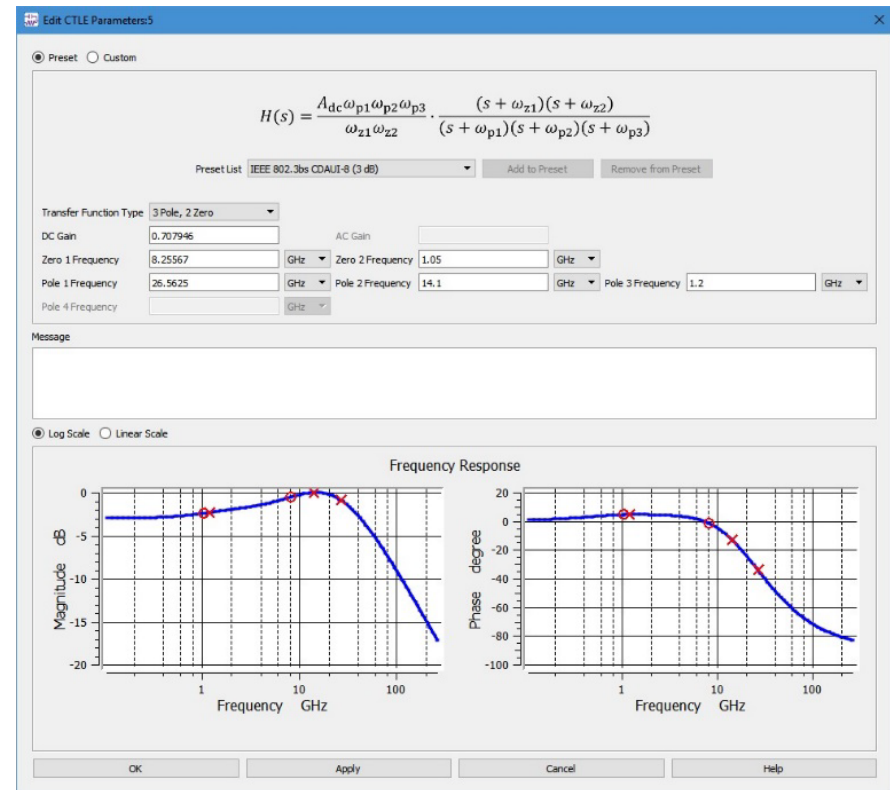 Edit CTLE Parameters:5
Preset Custom
H(s) = A_dc ω_p1 ω_p2 ω_p3 / ω_z1 ω_z2 · (s + ω_z1)(s + ω_z2) / (s + ω_p1)(s + ω_p2)(s + ω_p3)
Preset List IEEE 802.3bs CDAUI-8 (3 dB) Add to Preset Remove from Preset
Transfer Function Type 3 Pole, 2 Zero
DC Gain 0.707946 AC Gain
Zero 1 Frequency 8.25567 GHz Zero 2 Frequency 1.05 GHz
Pole 1 Frequency 26.5625 GHz Pole 2 Frequency 14.1 GHz Pole 3 Frequency 1.2 GHz
Pole 4 Frequency GHz
Message
Log Scale Linear Scale
Frequency Response
Magnitude dB
0
-5
-10
-15
-20
1 10 100
Frequency GHz
Phase degree
20
0
-20
-40
-60
-80
-100
1 10 100
Frequency GHz
OK Apply Cancel Help